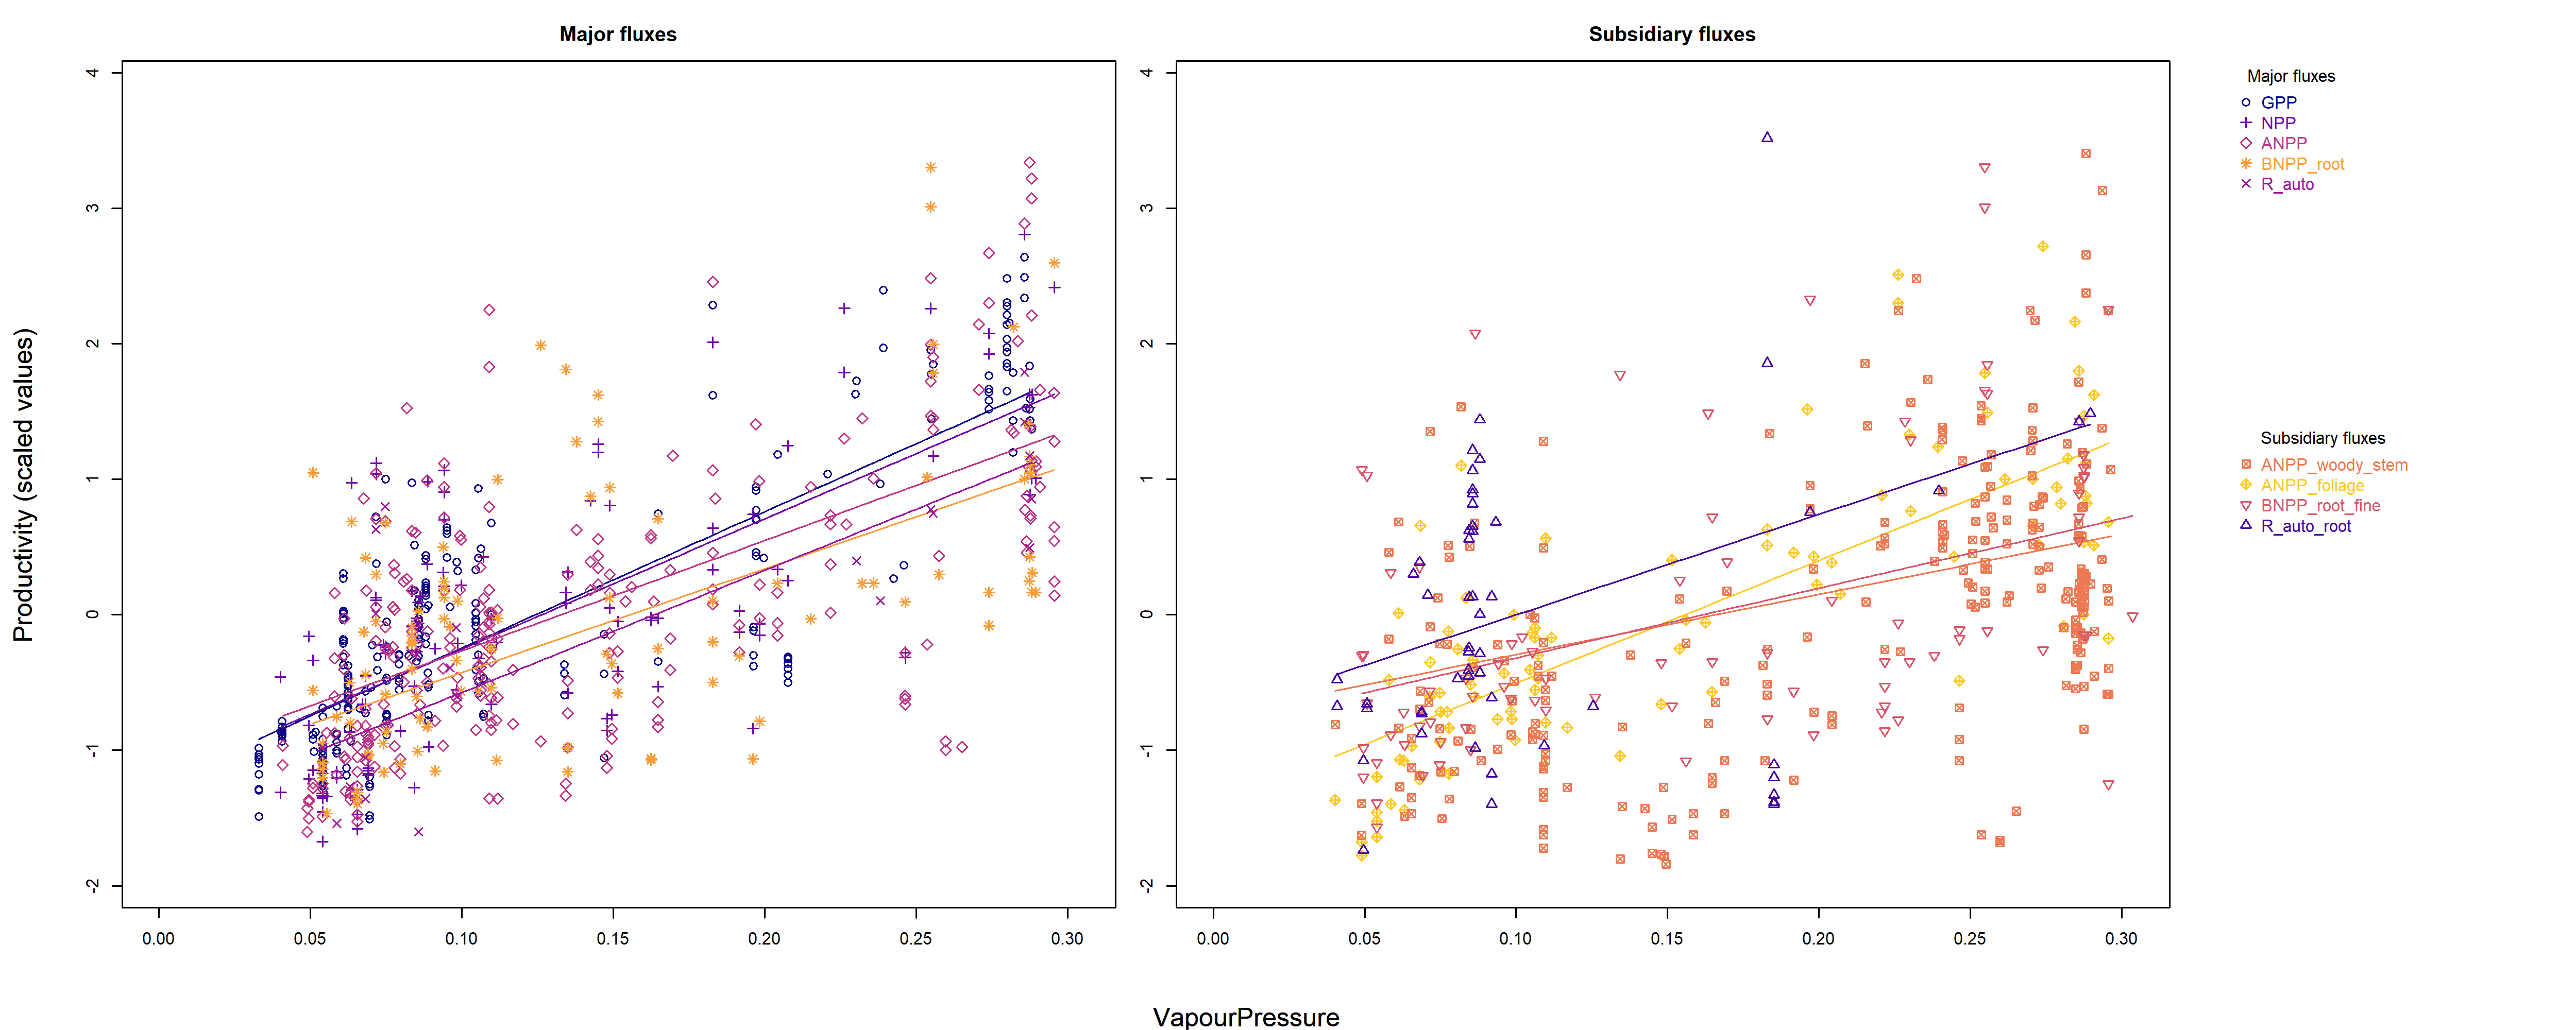 Major fluxes
Subsidiary fluxes
Productivity (scaled values)
4
3
2
1
0
-1
-2
0.00 0.05 0.10 0.15 0.20 0.25 0.30
4
3
2
1
0
-1
-2
0.00 0.05 0.10 0.15 0.20 0.25 0.30
VapourPressure
Major fluxes
GPP
NPP
ANPP
BNPP_root
R_auto
Subsidiary fluxes
ANPP_woody_stem
ANPP_foliage
BNPP_root_fine
R_auto_root